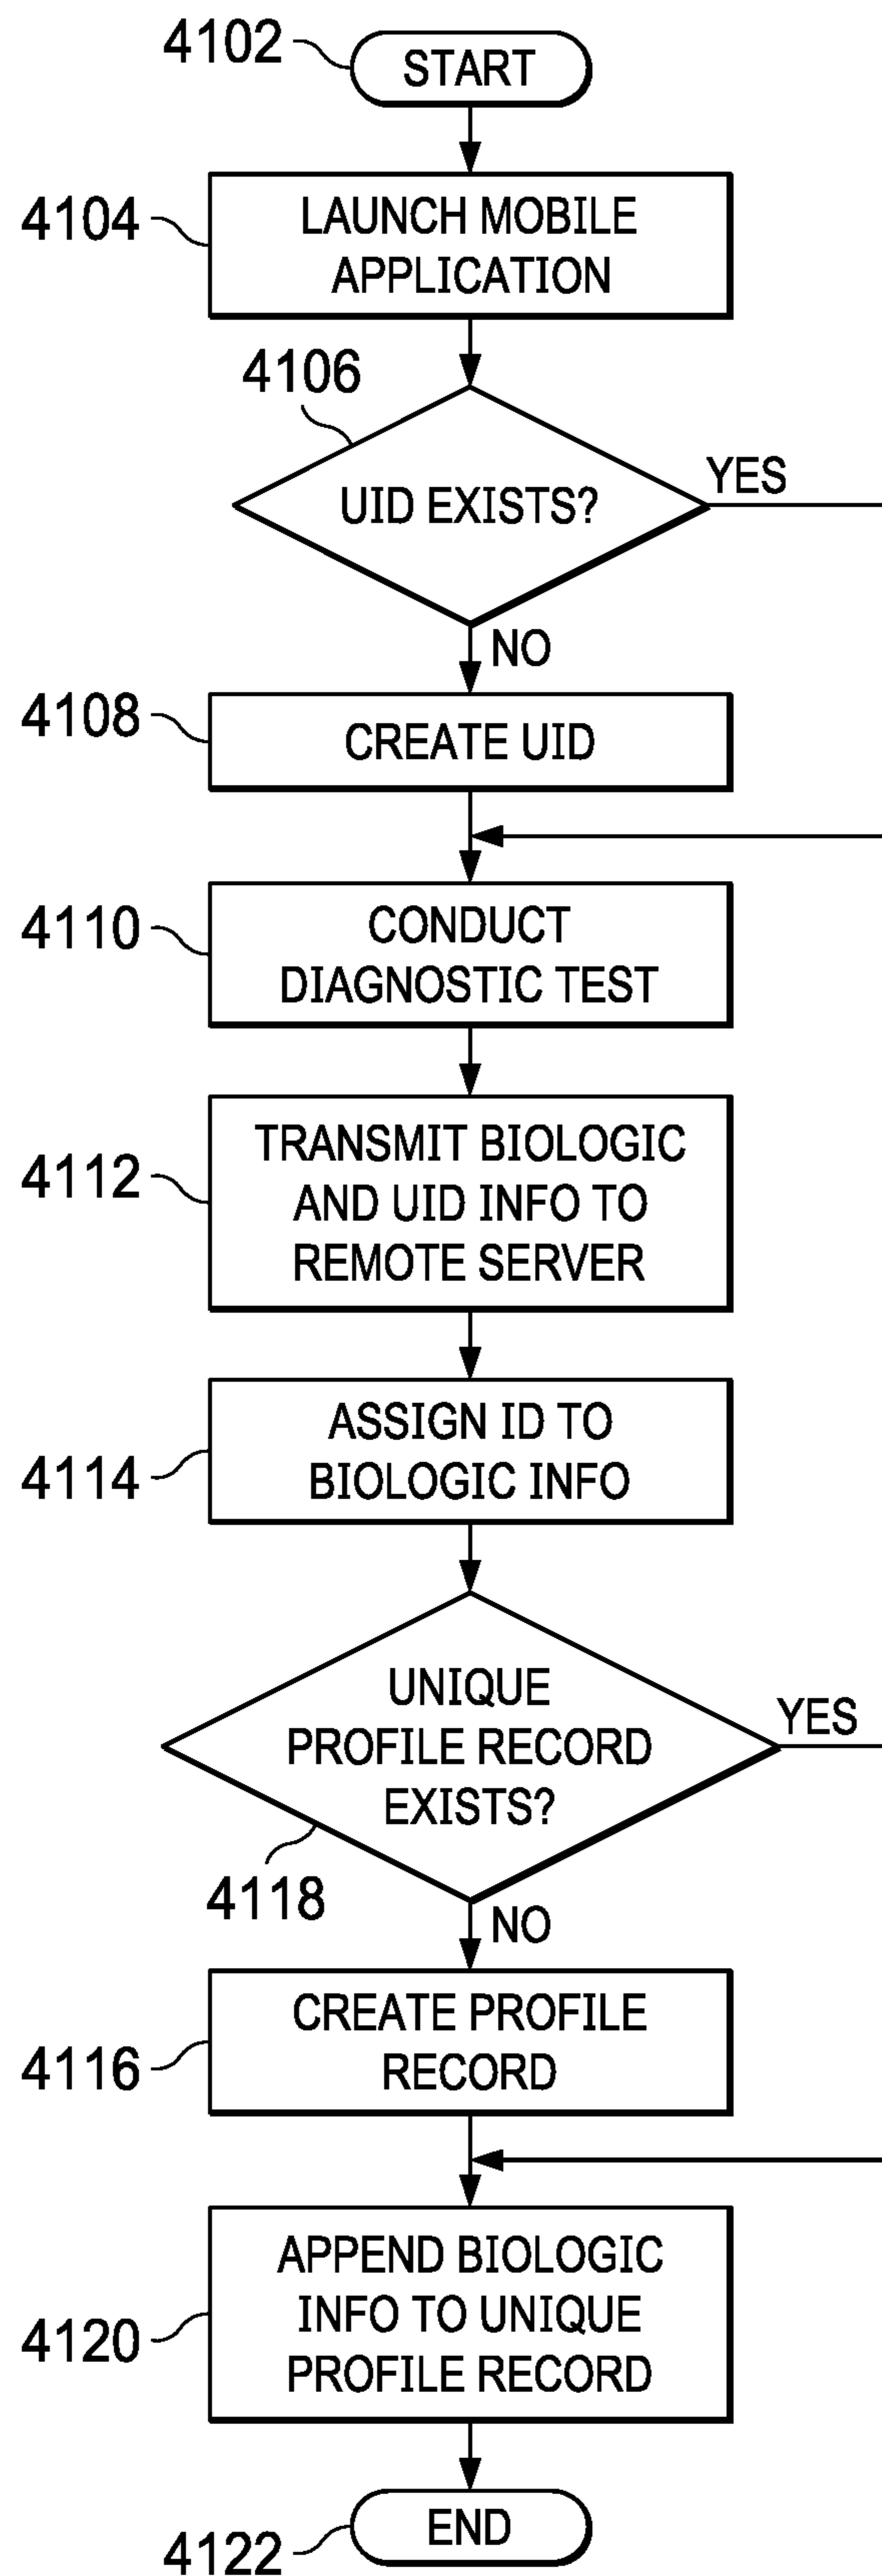 4102
START
4104
LAUNCH MOBILE
APPLICATION
4106
UID EXISTS?
YES
NO
4108
CREATE UID
4110
CONDUCT
DIAGNOSTIC TEST
4112
TRANSMIT BIOLOGIC
AND UID INFO TO
REMOTE SERVER
4114
ASSIGN ID TO
BIOLOGIC INFO
UNIQUE
PROFILE RECORD
EXISTS?
YES
4118
NO
4116
CREATE PROFILE
RECORD
4120
APPEND BIOLOGIC
INFO TO UNIQUE
PROFILE RECORD
4122
END